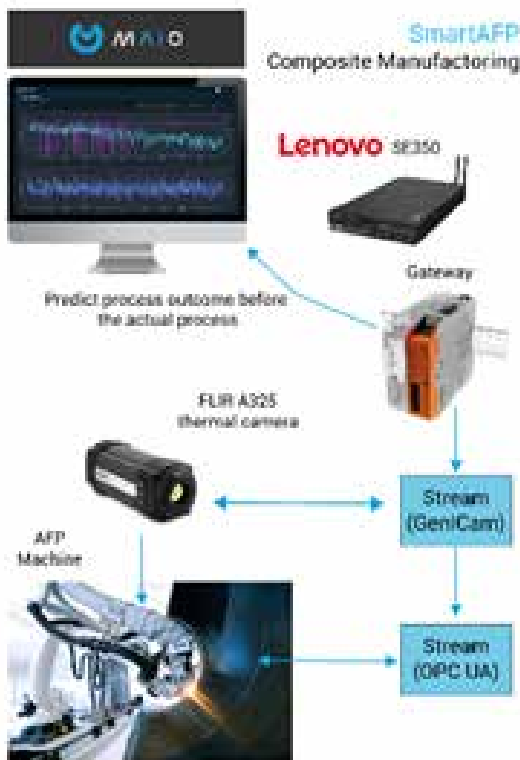 MAIO
SmartAFP
Composite Manufactoring
Lenovo SE350
Gateway
Predict process outcome before
the actual process
FLIR A325
thermal camera
Stream
(GeniCam)
AFP
Machine
Stream
(OPC UA)